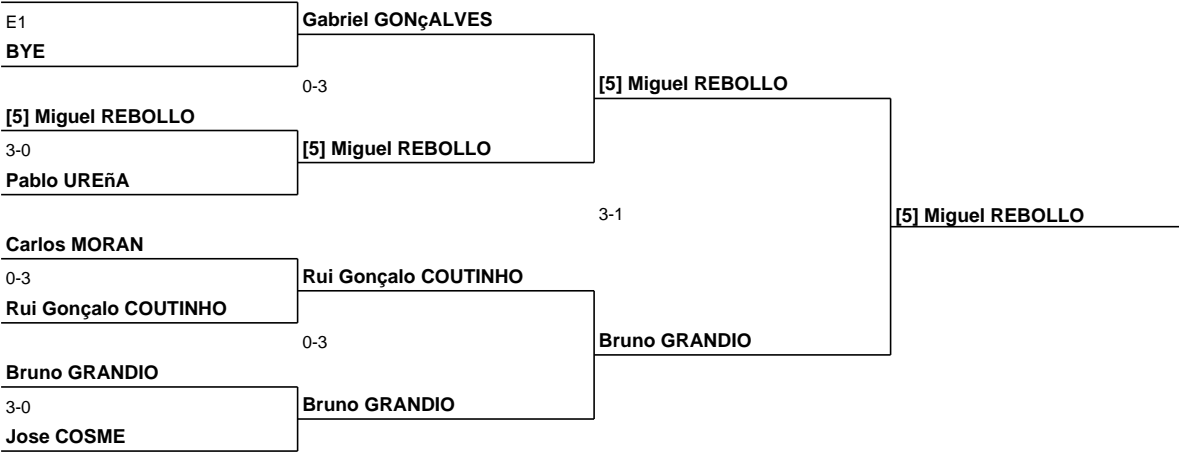 E1
BYE
Gabriel GONçALVES
0-3
[5] Miguel REBOLLO
[5] Miguel REBOLLO
3-0
Pablo UREñA
[5] Miguel REBOLLO
3-1
[5] Miguel REBOLLO
Carlos MORAN
0-3
Rui Gonçalo COUTINHO
Rui Gonçalo COUTINHO
0-3
Bruno GRANDIO
Bruno GRANDIO
3-0
Jose COSME
Bruno GRANDIO